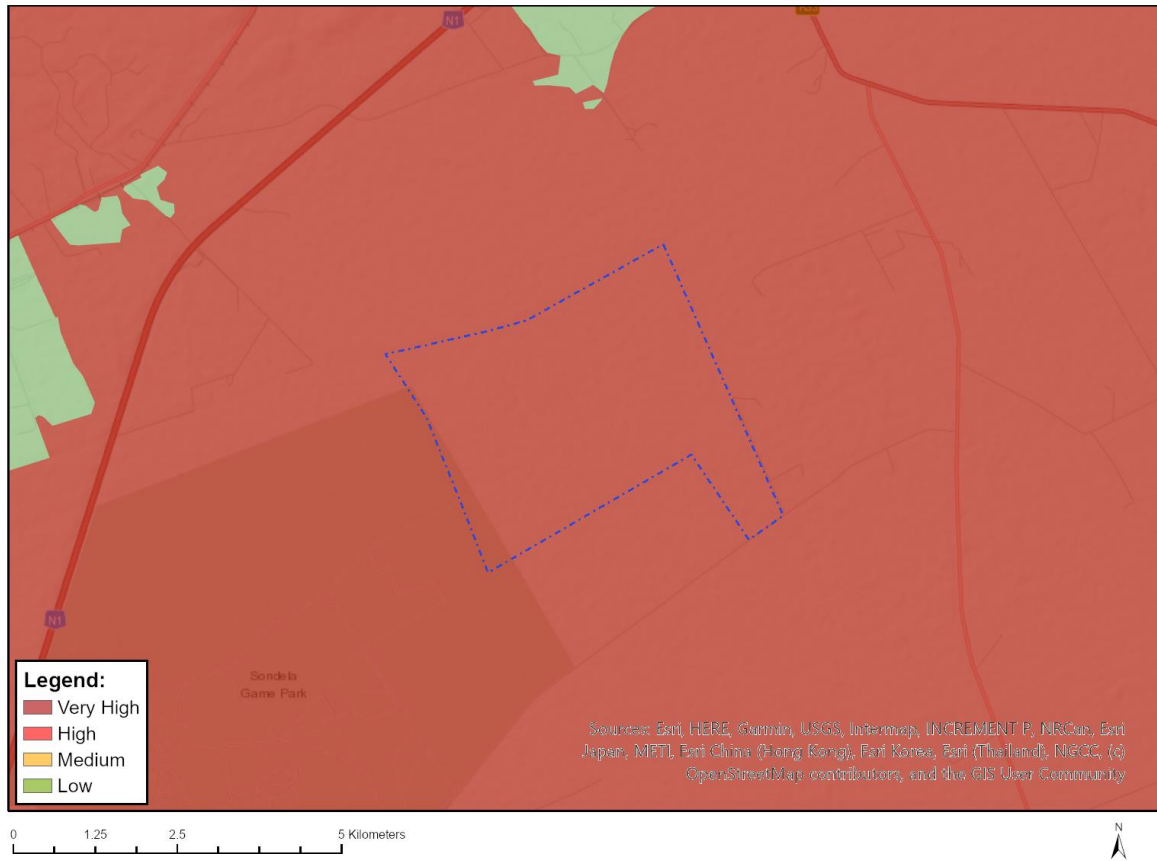 N1
N1
Sondela
Game Park
Legend:
Very High
High
Medium
Low
Sources: Esri, HERE, Garmin, USGS, Intermap, INCREMENT P, NRCan, Esri
Japan, METI, Esri China (Hong Kong), Esri Korea, Esri (Thailand), NGCC, (c)
OpenStreetMap contributors, and the GIS User Community
0 1.25 2.5 5 Kilometers
N